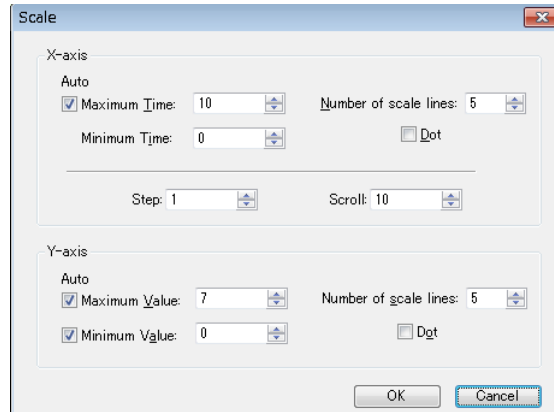 Scale
X-axis
Auto
Maximum Time: 10 Number of scale lines: 5
Minimum Time: 0 Dot
Step: 1 Scroll: 10
Y-axis
Auto
Maximum Value: 7 Number of scale lines: 5
Minimum Value: 0 Dot
OK Cancel